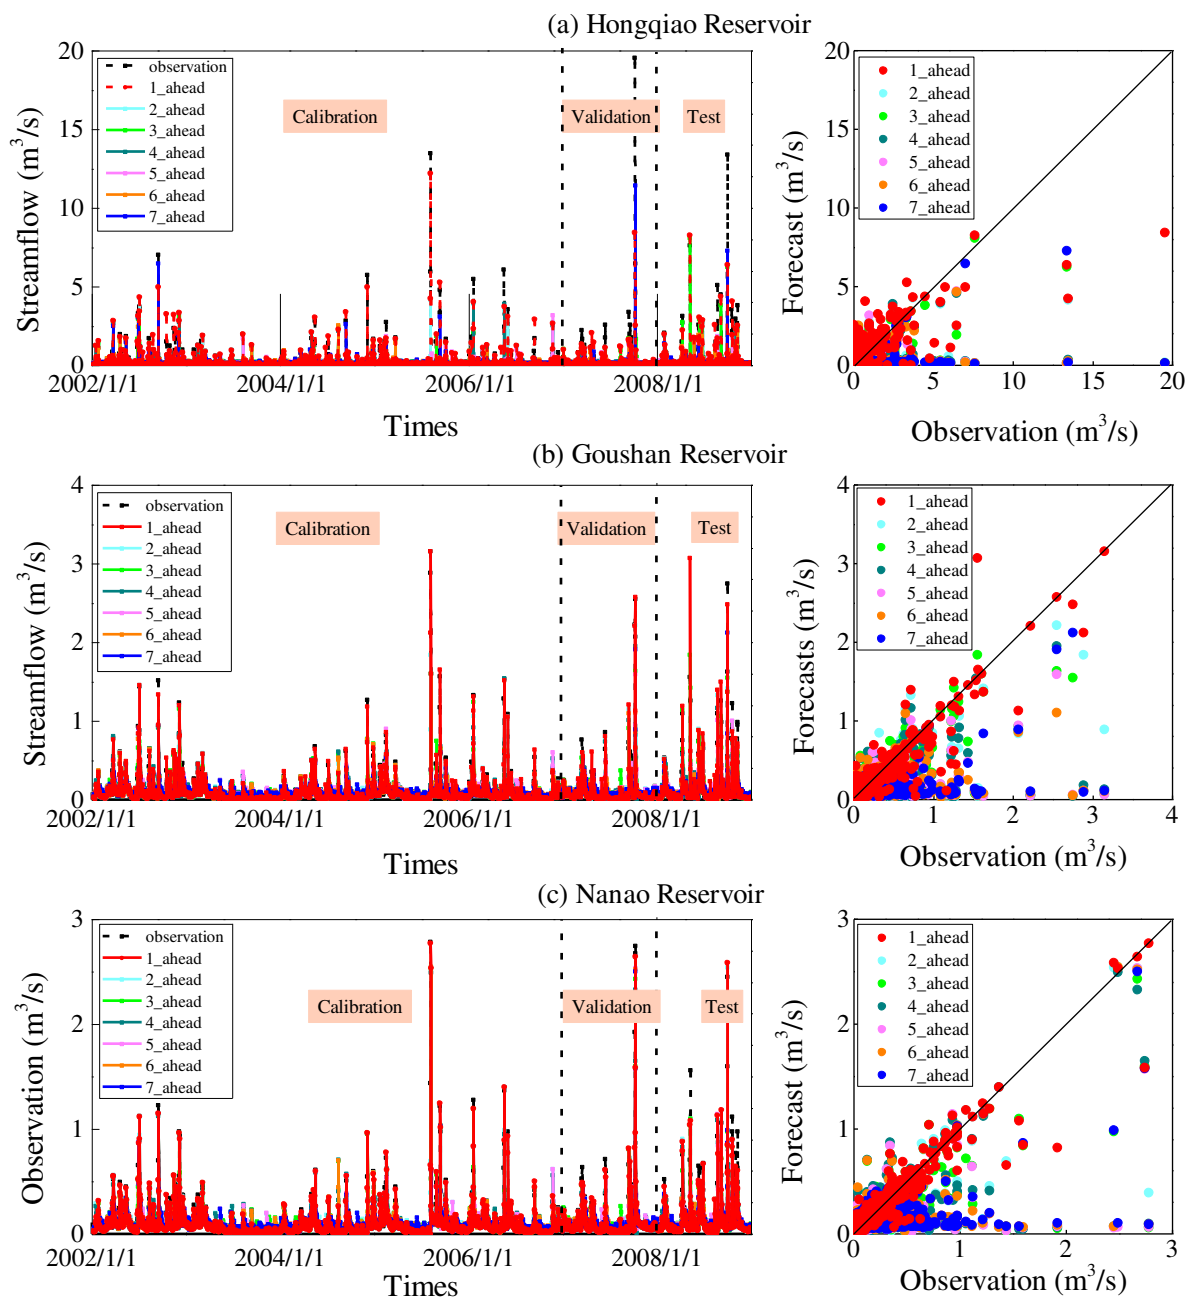 (a) Hongqiao Reservoir
Streamflow (m³/s)
20
15
10
5
0
observation
1_ahead
2_ahead
3_ahead
4_ahead
5_ahead
6_ahead
7_ahead
Calibration
Validation
Test
2002/1/1
2004/1/1
2006/1/1
2008/1/1
Times
Forecast (m³/s)
20
15
10
5
0
1_ahead
2_ahead
3_ahead
4_ahead
5_ahead
6_ahead
7_ahead
0
5
10
15
20
Observation (m³/s)
(b) Goushan Reservoir
Streamflow (m³/s)
4
3
2
1
0
observation
1_ahead
2_ahead
3_ahead
4_ahead
5_ahead
6_ahead
7_ahead
Calibration
Validation
Test
2002/1/1
2004/1/1
2006/1/1
2008/1/1
Times
Forecasts (m³/s)
4
3
2
1
0
1_ahead
2_ahead
3_ahead
4_ahead
5_ahead
6_ahead
7_ahead
0
1
2
3
4
Observation (m³/s)
(c) Nanao Reservoir
Observation (m³/s)
3
2
1
0
observation
1_ahead
2_ahead
3_ahead
4_ahead
5_ahead
6_ahead
7_ahead
Calibration
Validation
Test
2002/1/1
2004/1/1
2006/1/1
2008/1/1
Times
Forecast (m³/s)
3
2
1
0
1_ahead
2_ahead
3_ahead
4_ahead
5_ahead
6_ahead
7_ahead
0
1
2
3
Observation (m³/s)